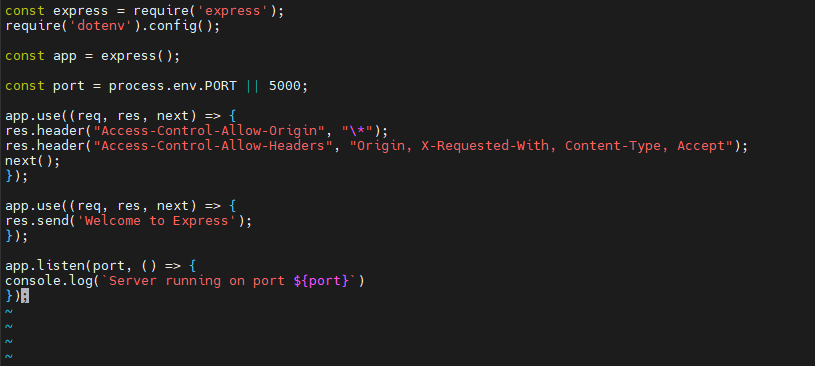 const express = require('express');
require('dotenv').config();

const app = express();

const port = process.env.PORT || 5000;

app.use((req, res, next) => {
res.header("Access-Control-Allow-Origin", "\*");
res.header("Access-Control-Allow-Headers", "Origin, X-Requested-With, Content-Type, Accept");
next();
});

app.use((req, res, next) => {
res.send('Welcome to Express');
});

app.listen(port, () => {
console.log(`Server running on port ${port}`)
});
~
~
~
~